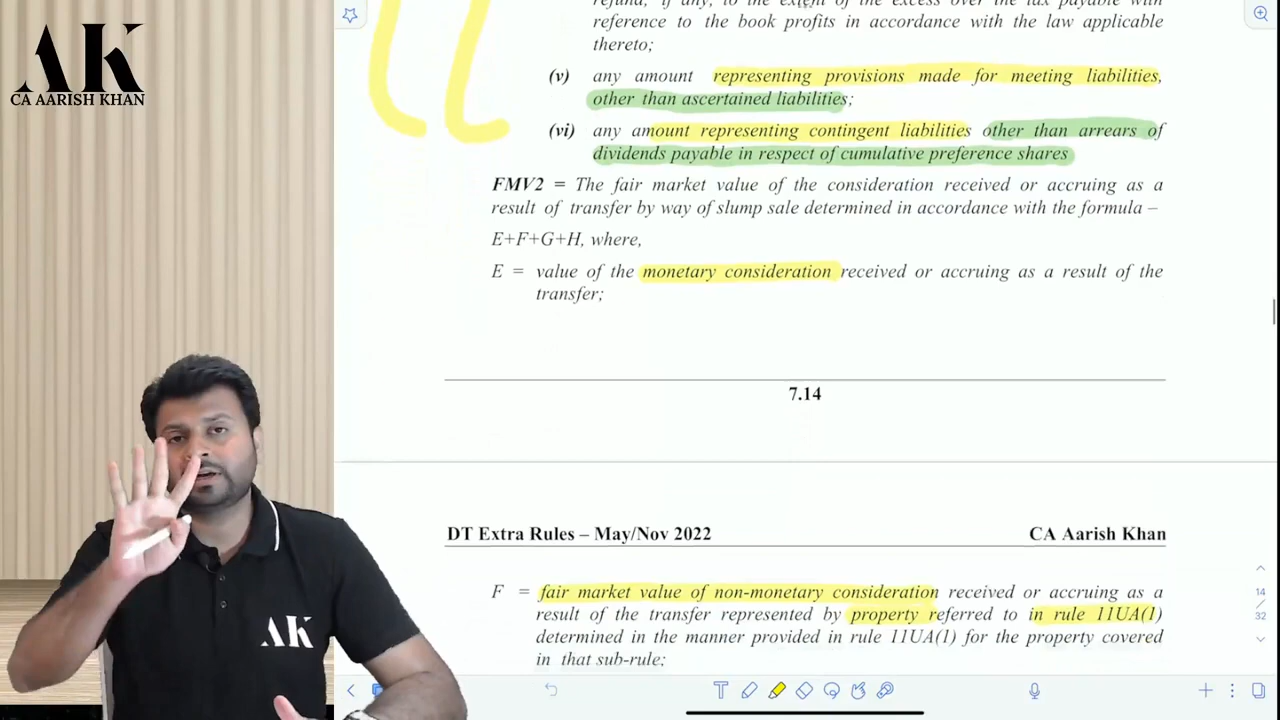 AK
CA AARISH KHAN
refund, if any, to the extent of the excess over the tax payable with
reference to the book profits in accordance with the law applicable
thereto;
(v) any amount representing provisions made for meeting liabilities,
other than ascertained liabilities;
(vi) any amount representing contingent liabilities other than arrears of
dividends payable in respect of cumulative preference shares
FMV2 = The fair market value of the consideration received or accruing as a
result of transfer by way of slump sale determined in accordance with the formula –
E+F+G+H, where,
E = value of the monetary consideration received or accruing as a result of the
transfer;
7.14
DT Extra Rules – May/Nov 2022 CA Aarish Khan
F = fair market value of non-monetary consideration received or accruing as a
result of the transfer represented by property referred to in rule 11UA(1)
determined in the manner provided in rule 11UA(1) for the property covered
in that sub-rule;
14
32
AK